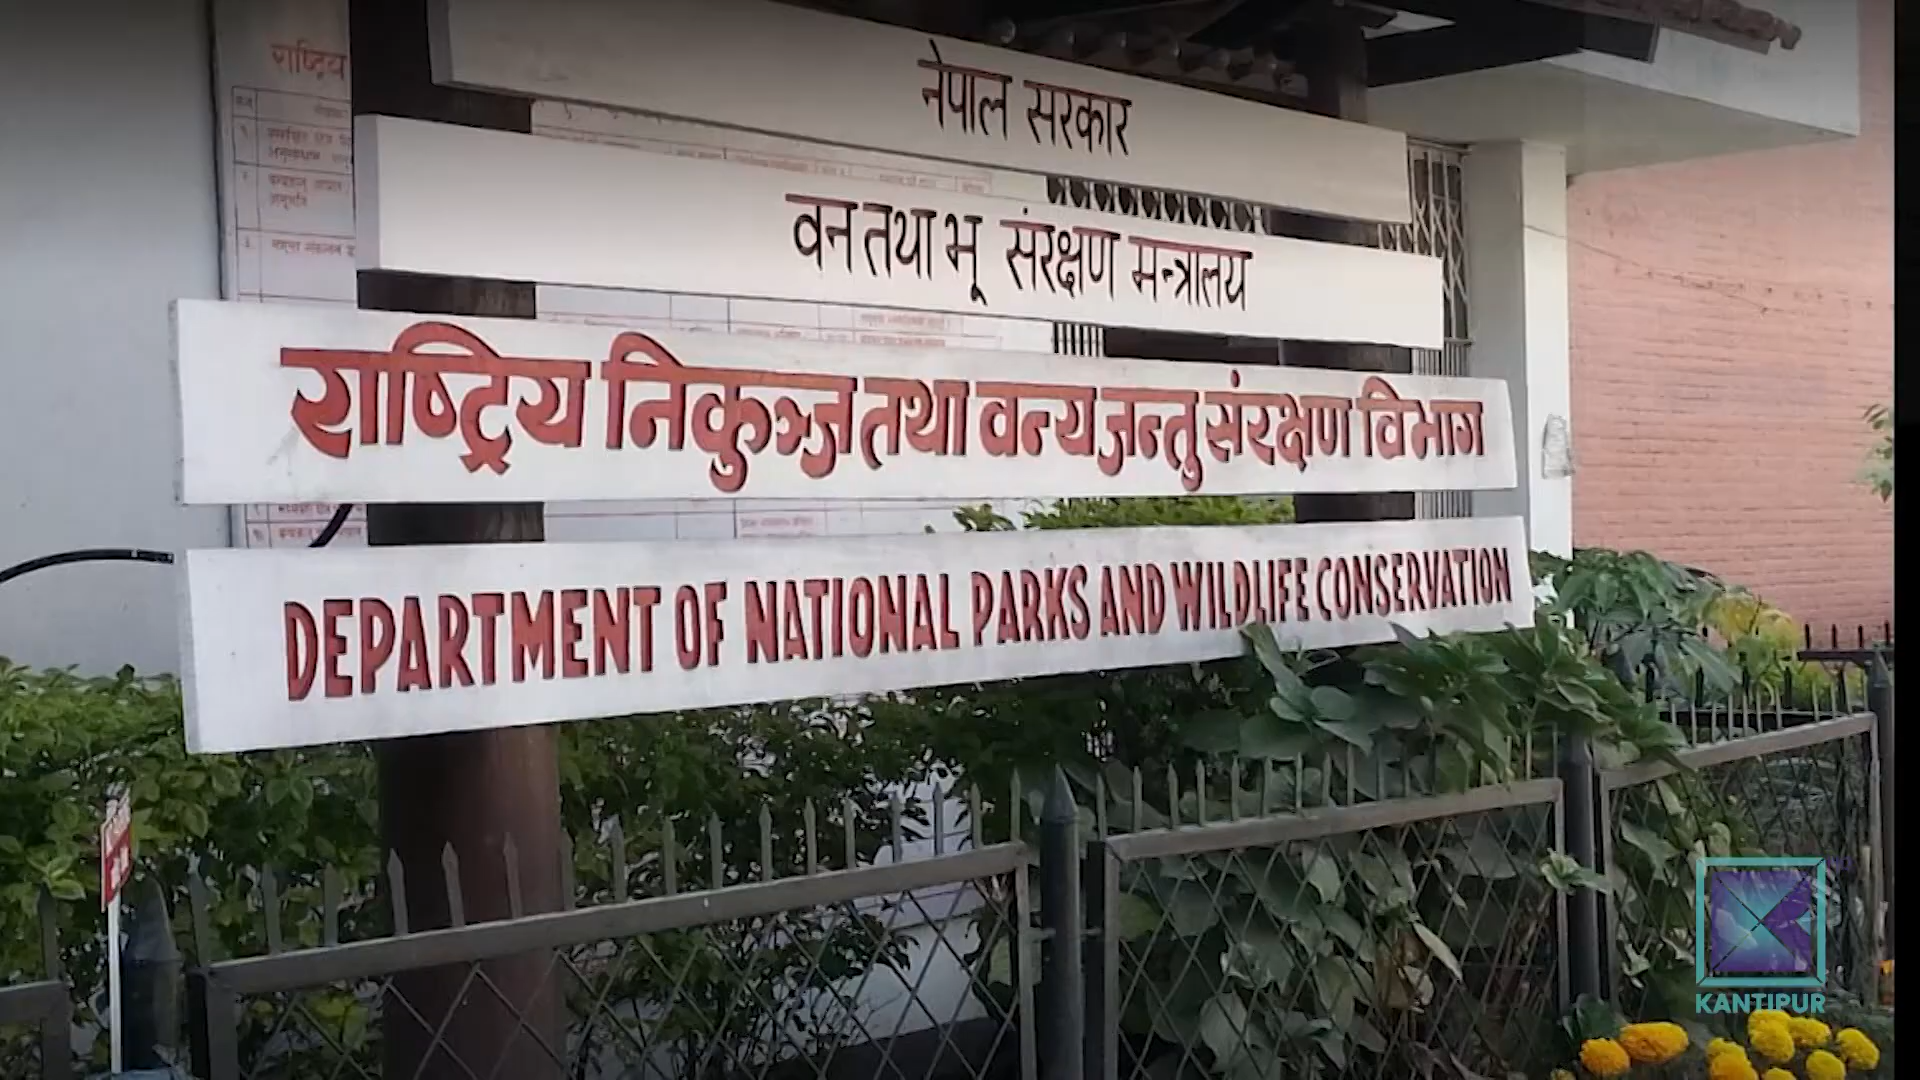 नेपाल सरकार
वन तथा भू संरक्षण मन्त्रालय
राष्ट्रिय निकुञ्ज तथा वन्यजन्तु संरक्षण विभाग
DEPARTMENT OF NATIONAL PARKS AND WILDLIFE CONSERVATION
राष्ट्रिय
KANTIPUR